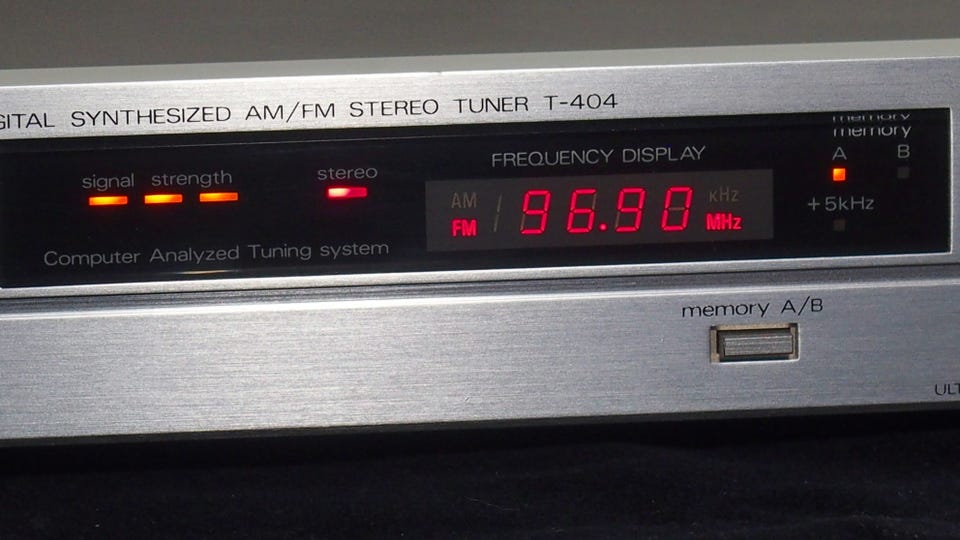 GITAL SYNTHESIZED AM/FM STEREO TUNER T-404
memory
memory
A B
signal strength
stereo
FREQUENCY DISPLAY
AM
FM
96.90
kHz
MHz
+5kHz
Computer Analyzed Tuning system
memory A/B
ULT